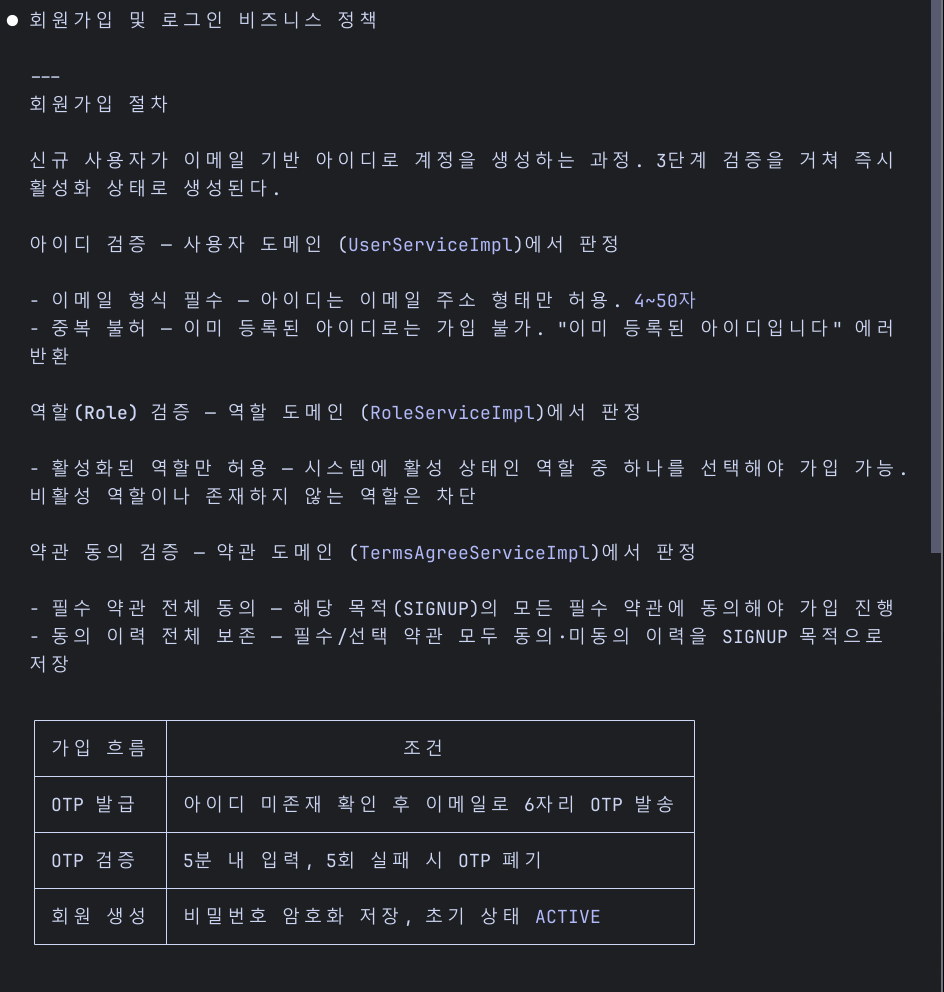 회원가입 및 로그인 비즈니스 정책
---
회원가입 절차
신규 사용자가 이메일 기반 아이디로 계정을 생성하는 과정. 3단계 검증을 거쳐 즉시
활성화 상태로 생성된다.
아이디 검증 — 사용자 도메인 (UserServiceImpl)에서 판정
- 이메일 형식 필수 — 아이디는 이메일 주소 형태만 허용. 4~50자
- 중복 불허 — 이미 등록된 아이디로는 가입 불가. "이미 등록된 아이디입니다" 에러
반환
역할(Role) 검증 — 역할 도메인 (RoleServiceImpl)에서 판정
- 활성화된 역할만 허용 — 시스템에 활성 상태인 역할 중 하나를 선택해야 가입 가능.
비활성 역할이나 존재하지 않는 역할은 차단
약관 동의 검증 — 약관 도메인 (TermsAgreeServiceImpl)에서 판정
- 필수 약관 전체 동의 — 해당 목적(SIGNUP)의 모든 필수 약관에 동의해야 가입 진행
- 동의 이력 전체 보존 — 필수/선택 약관 모두 동의·미동의 이력을 SIGNUP 목적으로
저장
가입 흐름 조건
OTP 발급 아이디 미존재 확인 후 이메일로 6자리 OTP 발송
OTP 검증 5분 내 입력, 5회 실패 시 OTP 폐기
회원 생성 비밀번호 암호화 저장, 초기 상태 ACTIVE